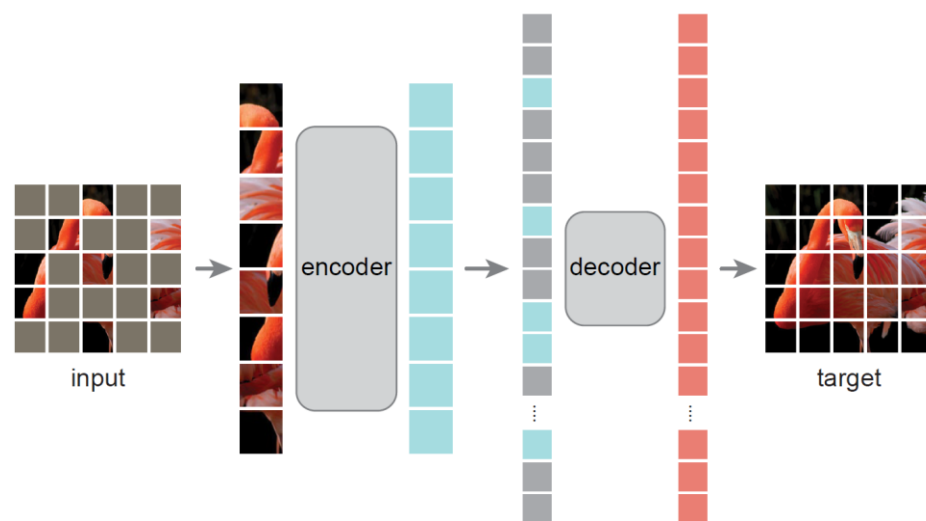 input
encoder
decoder
target